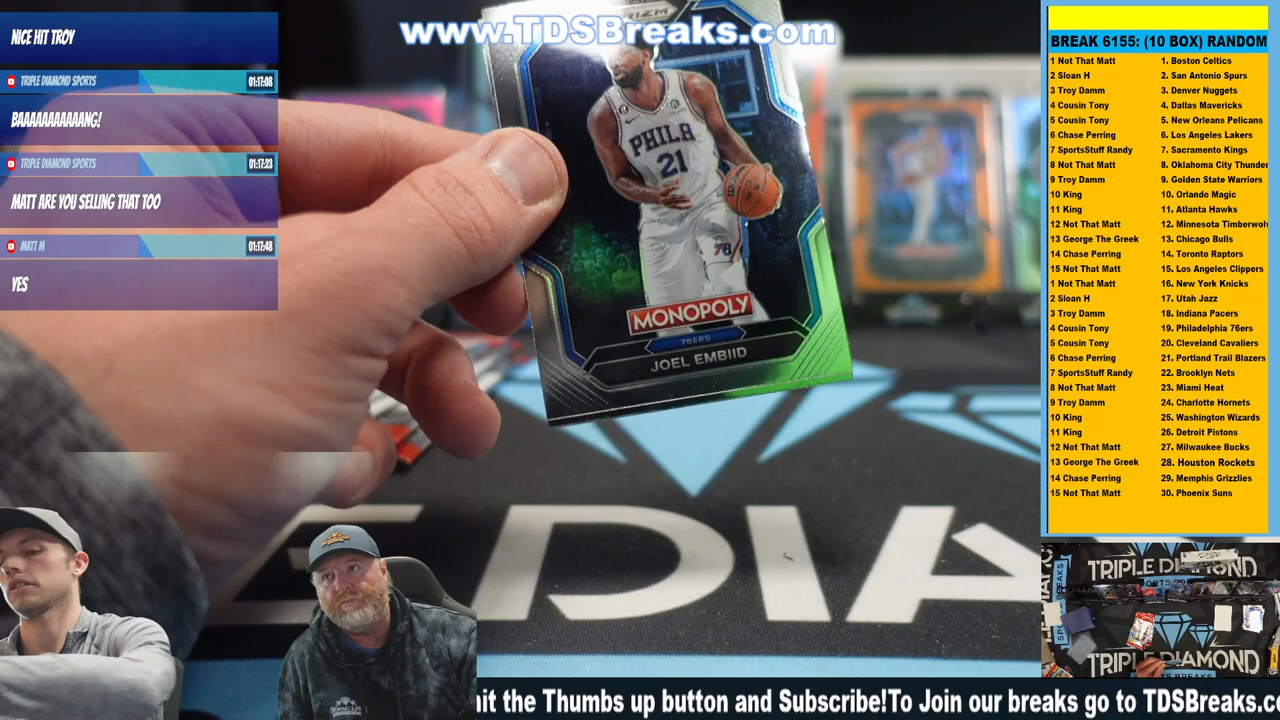 NICE HIT TROY
TRIPLE DIAMOND SPORTS
01:17:08
BAAAAAAAAAAANG!
TRIPLE DIAMOND SPORTS
01:17:23
MATT ARE YOU SELLING THAT TOO
MATT M
01:17:48
YES
www.TDSBreaks.com
PRIZM
PHILA
21
76
MONOPOLY
76ERS
JOEL EMBIID
EDIA
BREAK 6155: (10 BOX) RANDOM
1 Not That Matt 1. Boston Celtics
2 Sloan H 2. San Antonio Spurs
3 Troy Damm 3. Denver Nuggets
4 Cousin Tony 4. Dallas Mavericks
5 Cousin Tony 5. New Orleans Pelicans
6 Chase Perring 6. Los Angeles Lakers
7 SportsStuff Randy 7. Sacramento Kings
8 Not That Matt 8. Oklahoma City Thunder
9 Troy Damm 9. Golden State Warriors
10 King 10. Orlando Magic
11 King 11. Atlanta Hawks
12 Not That Matt 12. Minnesota Timberwolv
13 George The Greek 13. Chicago Bulls
14 Chase Perring 14. Toronto Raptors
15 Not That Matt 15. Los Angeles Clippers
1 Not That Matt 16. New York Knicks
2 Sloan H 17. Utah Jazz
3 Troy Damm 18. Indiana Pacers
4 Cousin Tony 19. Philadelphia 76ers
5 Cousin Tony 20. Cleveland Cavaliers
6 Chase Perring 21. Portland Trail Blazers
7 SportsStuff Randy 22. Brooklyn Nets
8 Not That Matt 23. Miami Heat
9 Troy Damm 24. Charlotte Hornets
10 King 25. Washington Wizards
11 King 26. Detroit Pistons
12 Not That Matt 27. Milwaukee Bucks
13 George The Greek 28. Houston Rockets
14 Chase Perring 29. Memphis Grizzlies
15 Not That Matt 30. Phoenix Suns
TRIPLE DIAMOND
TRIPLE DIAMOND
hit the Thumbs up button and Subscribe!To Join our breaks go to TDSBreaks.co